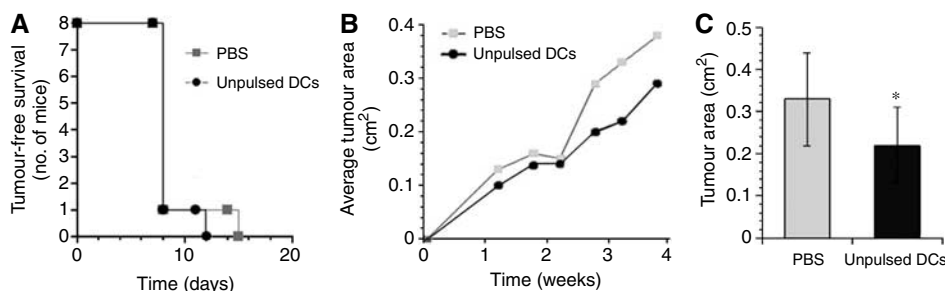 A
Tumour-free survival
(no. of mice)
8
7
6
5
4
3
2
1
0
0
10
20
Time (days)
PBS
Unpulsed DCs
B
Average tumour area
(cm²)
0.4
0.3
0.2
0.1
0
0
1
2
3
4
Time (weeks)
PBS
Unpulsed DCs
C
Tumour area (cm²)
0.5
0.4
0.3
0.2
0.1
0
*
PBS
Unpulsed DCs